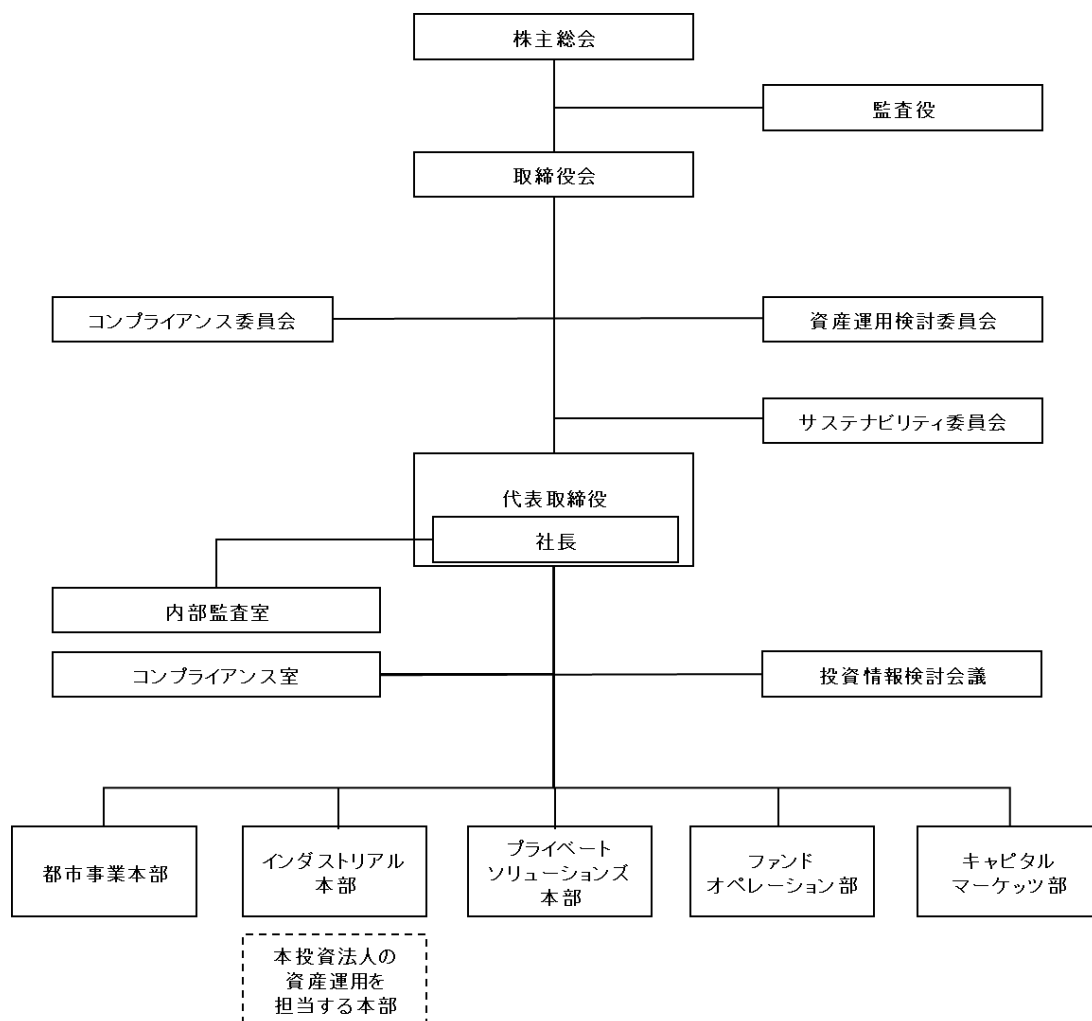 株主総会
監査役
取締役会
コンプライアンス委員会
資産運用検討委員会
サステナビリティ委員会
代表取締役
社長
内部監査室
コンプライアンス室
投資情報検討会議
都市事業本部
インダストリアル
本部
プライベート
ソリューションズ
本部
ファンド
オペレーション部
キャピタル
マーケッツ部
本投資法人の
資産運用を
担当する本部